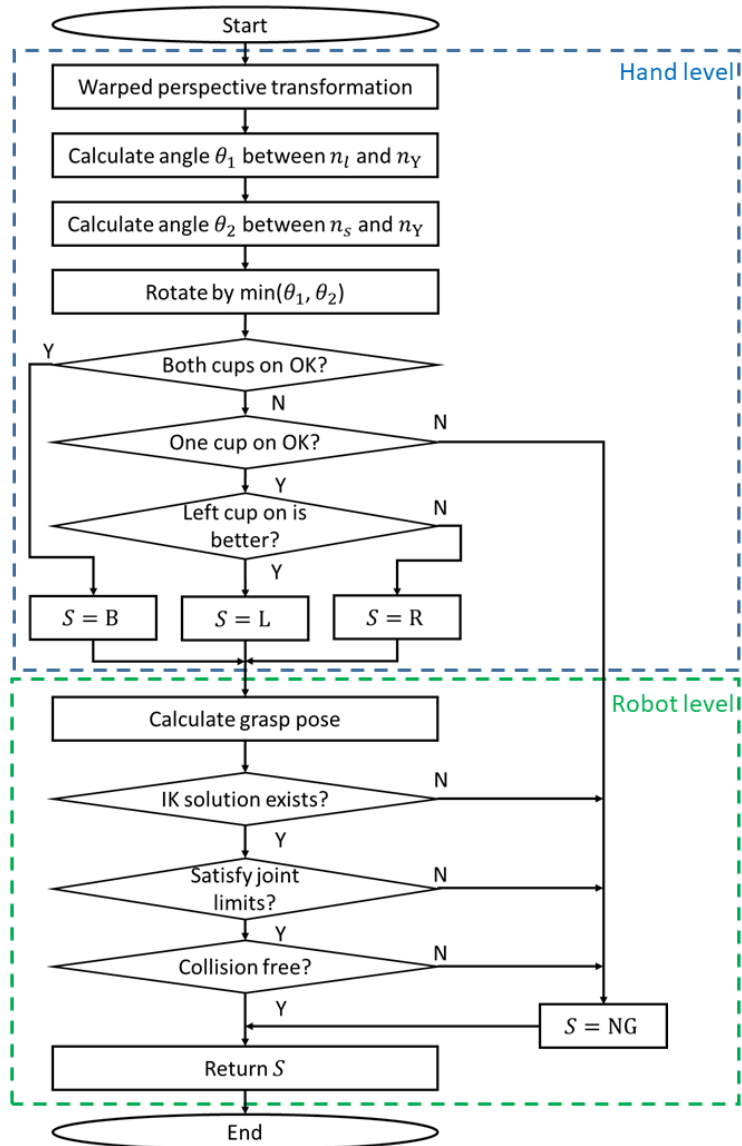 Start
Hand level
Warped perspective transformation
Calculate angle θ₁ between nₗ and n_Y
Calculate angle θ₂ between nₛ and n_Y
Rotate by min(θ₁, θ₂)
Y
Both cups on OK?
N
N
One cup on OK?
Y
N
Left cup on is
better?
Y
S = B
S = L
S = R
Robot level
Calculate grasp pose
N
IK solution exists?
Y
Satisfy joint
limits?
N
Y
N
Collision free?
Y
S = NG
Return S
End